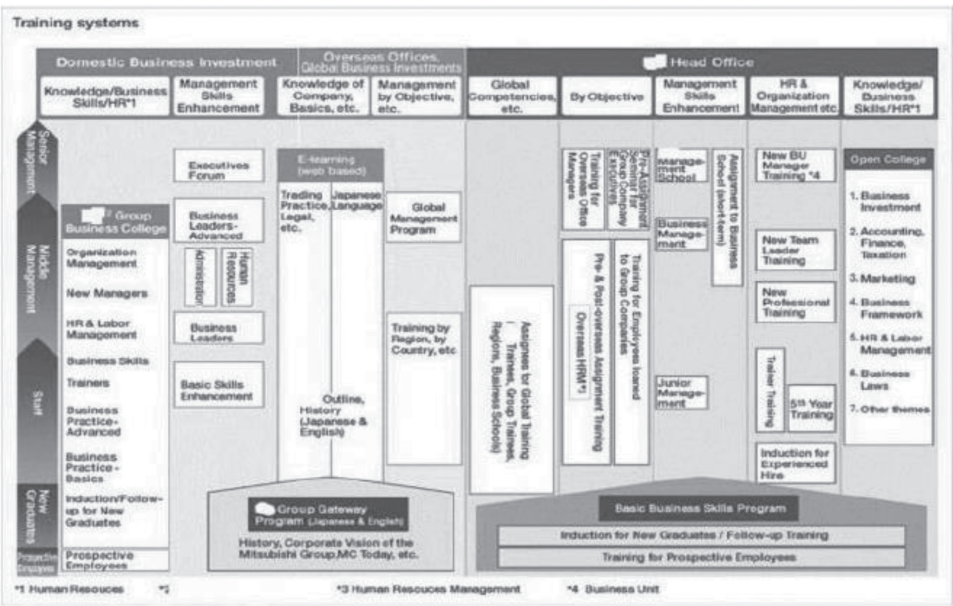 Training systems
Domestic Business Investment
Overseas Offices,
Global Business Investments
Head Office
Knowledge/Business
Skills/HR*1
Management
Skills
Enhancement
Knowledge of
Company,
Basics, etc.
Management
by Objective,
etc.
Global
Competencies,
etc.
By Objective
Management
Skills
Enhancement
HR &
Organization
Management etc.
Knowledge/
Business
Skills/HR*1
Senior
Management
Middle
Management
Staff
New
Graduates
Prospective
Employee
Group
Business College
Organization
Management
New Managers
HR & Labor
Management
Business Skills
Trainers
Business
Practice-
Advanced
Business
Practice -
Basics
Induction/Follow-
up for New
Graduates
Prospective
Employees
Executives
Forum
Business
Leaders-
Advanced
Administration
Human
Resources
Business
Leaders
Basic Skills
Enhancement
E-learning
(web based)
Trading
Practice,
Legal,
etc.
Japanese
Language
Outline,
History
(Japanese &
English)
Global
Management
Program
Training by
Region, by
Country, etc
Group Gateway
Program (Japanese & English)
History, Corporate Vision of the
Mitsubishi Group,MC Today, etc.
Assignees for Global Training
( Trainees, Group Trainees,
Regions, Business Schools)
Training for
Overseas Office
Managers
Pre-Assignment
Seminar for
Group Company
Executives
Pre- & Post-overseas Assignment Training
Overseas HRM*3
Training for Employees loaned
to Group Companies
Manage-
ment
School
Business
Manage-
ment
Junior
Manage-
ment
Assignment to Business
School (short-term)
New BU
Manager
Training *4
New Team
Leader
Training
New
Professional
Training
Trainer Training
5th Year
Training
Induction for
Experienced
Hire
Open College
1. Business
Investment
2. Accounting,
Finance,
Taxation
3. Marketing
4. Business
Framework
5. HR & Labor
Management
6. Business
Laws
7. Other themes
Basic Business Skills Program
Induction for New Graduates / Follow-up Training
Training for Prospective Employees
*1 Human Resouces
*2
*3 Human Rescuces Management
*4 Business Unit